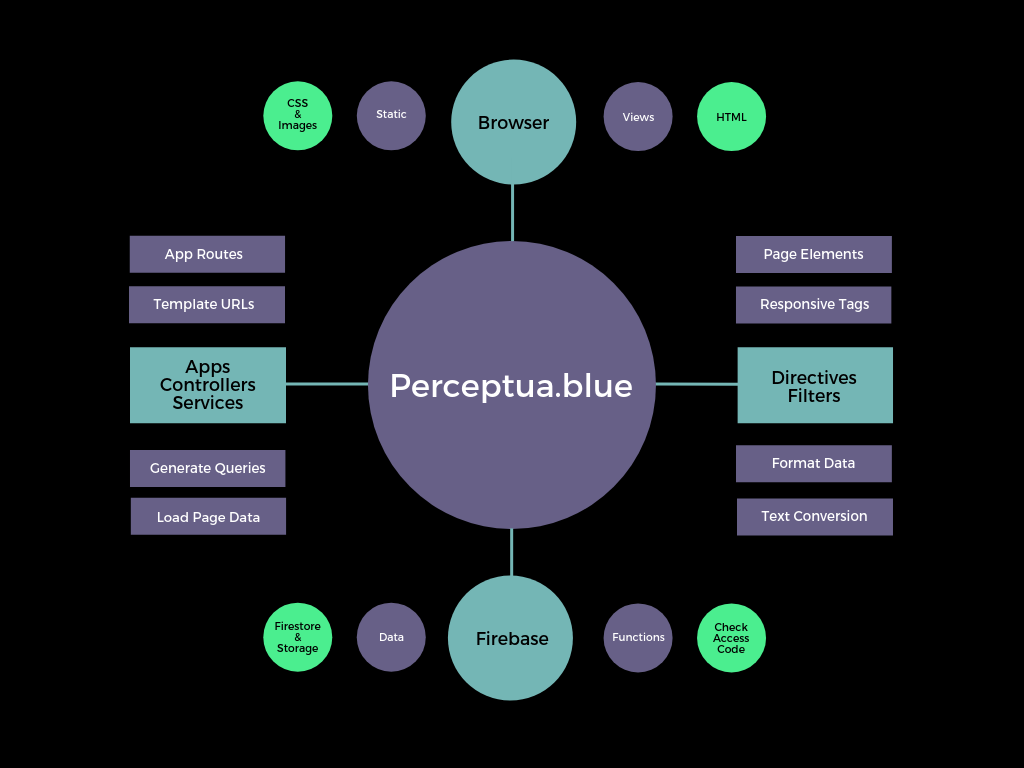 CSS
&
Images
Static
Browser
Views
HTML
App Routes
Template URLs
Apps
Controllers
Services
Generate Queries
Load Page Data
Perceptua.blue
Page Elements
Responsive Tags
Directives
Filters
Format Data
Text Conversion
Firestore
&
Storage
Data
Firebase
Functions
Check
Access
Code